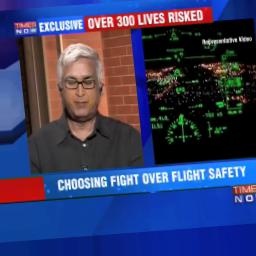 TIMES NOW
EXCLUSIVE OVER 300 LIVES RISKED
Representative Video
CHOOSING FIGHT OVER FLIGHT SAFETY
TIMES NOW